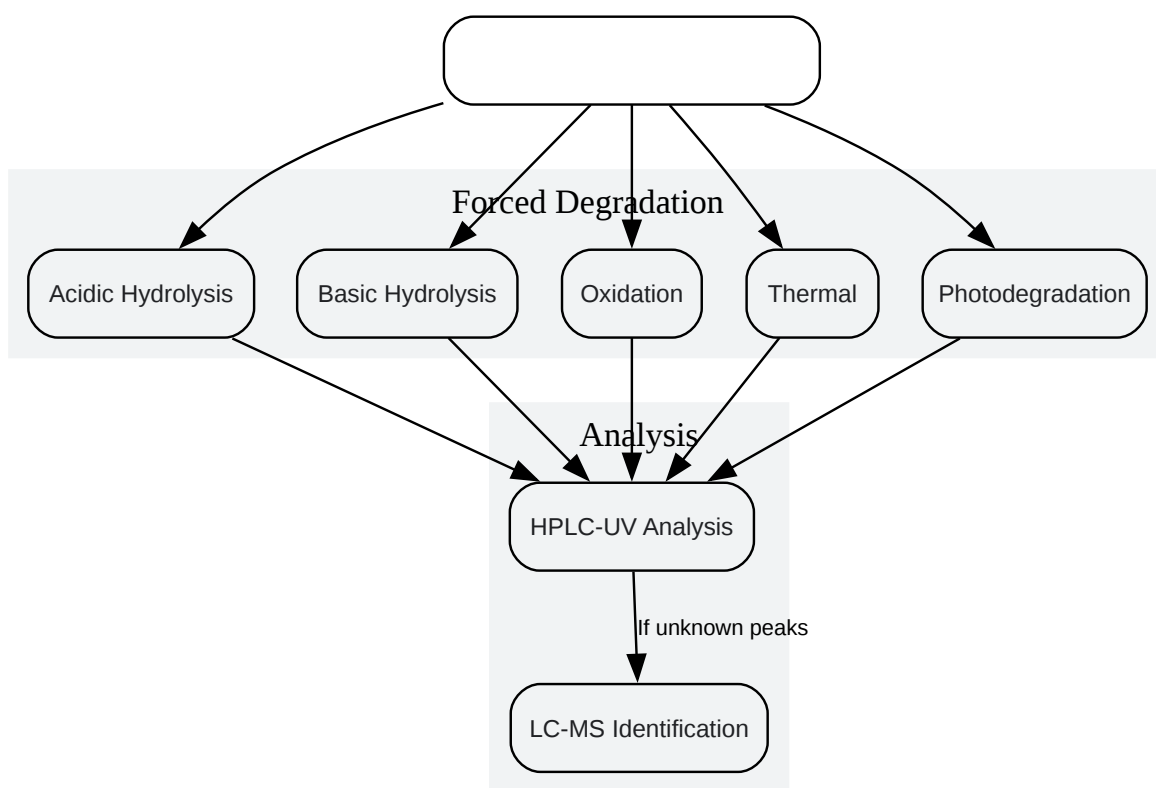 Forced Degradation
Acidic Hydrolysis
Basic Hydrolysis
Oxidation
Thermal
Photodegradation
Analysis
HPLC-UV Analysis
If unknown peaks
LC-MS Identification